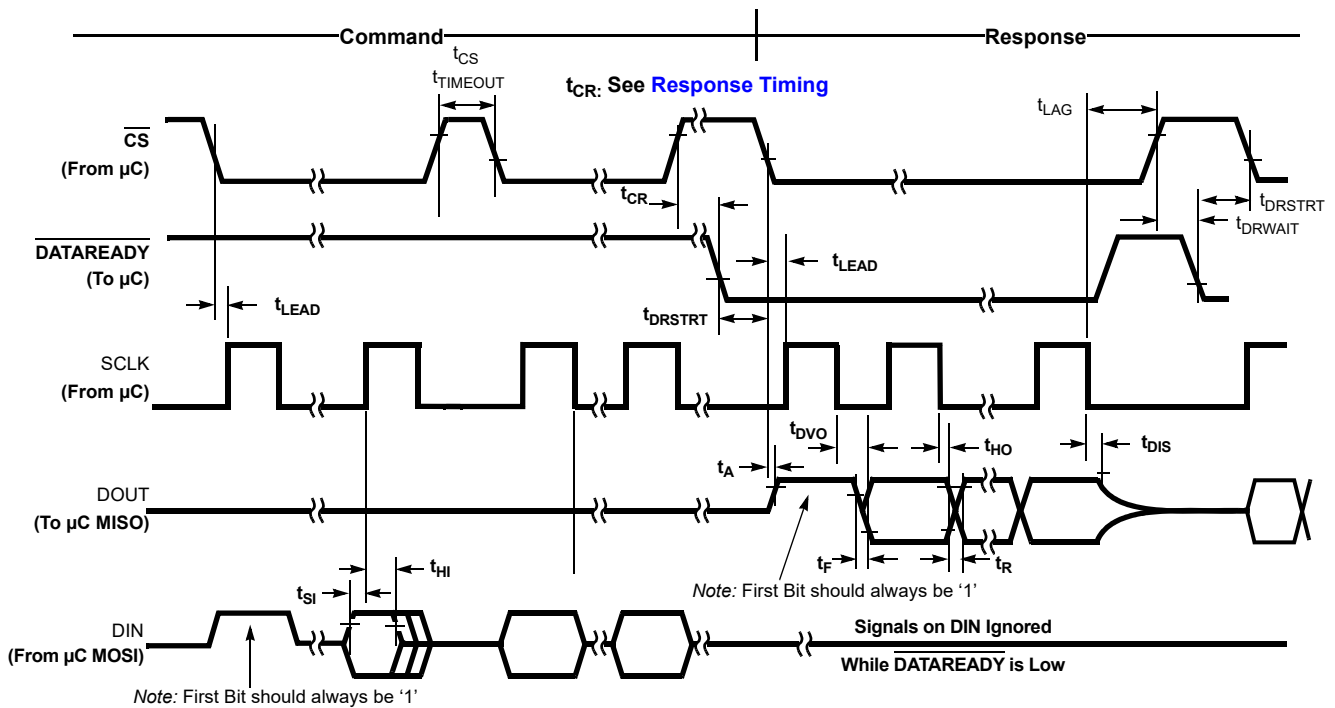 Command
Response
tCS
tTIMEOUT
tCR: See Response Timing
tLAG
CS
(From µC)
tCR
tDRSTRT
tDRWAIT
DATAREADY
(To µC)
tLEAD
tLEAD
tDRSTRT
SCLK
(From µC)
tDVO
tHO
tDIS
tA
DOUT
(To µC MISO)
tF
tR
Note: First Bit should always be ‘1’
tHI
tSI
DIN
(From µC MOSI)
Signals on DIN Ignored
While DATAREADY is Low
Note: First Bit should always be ‘1’